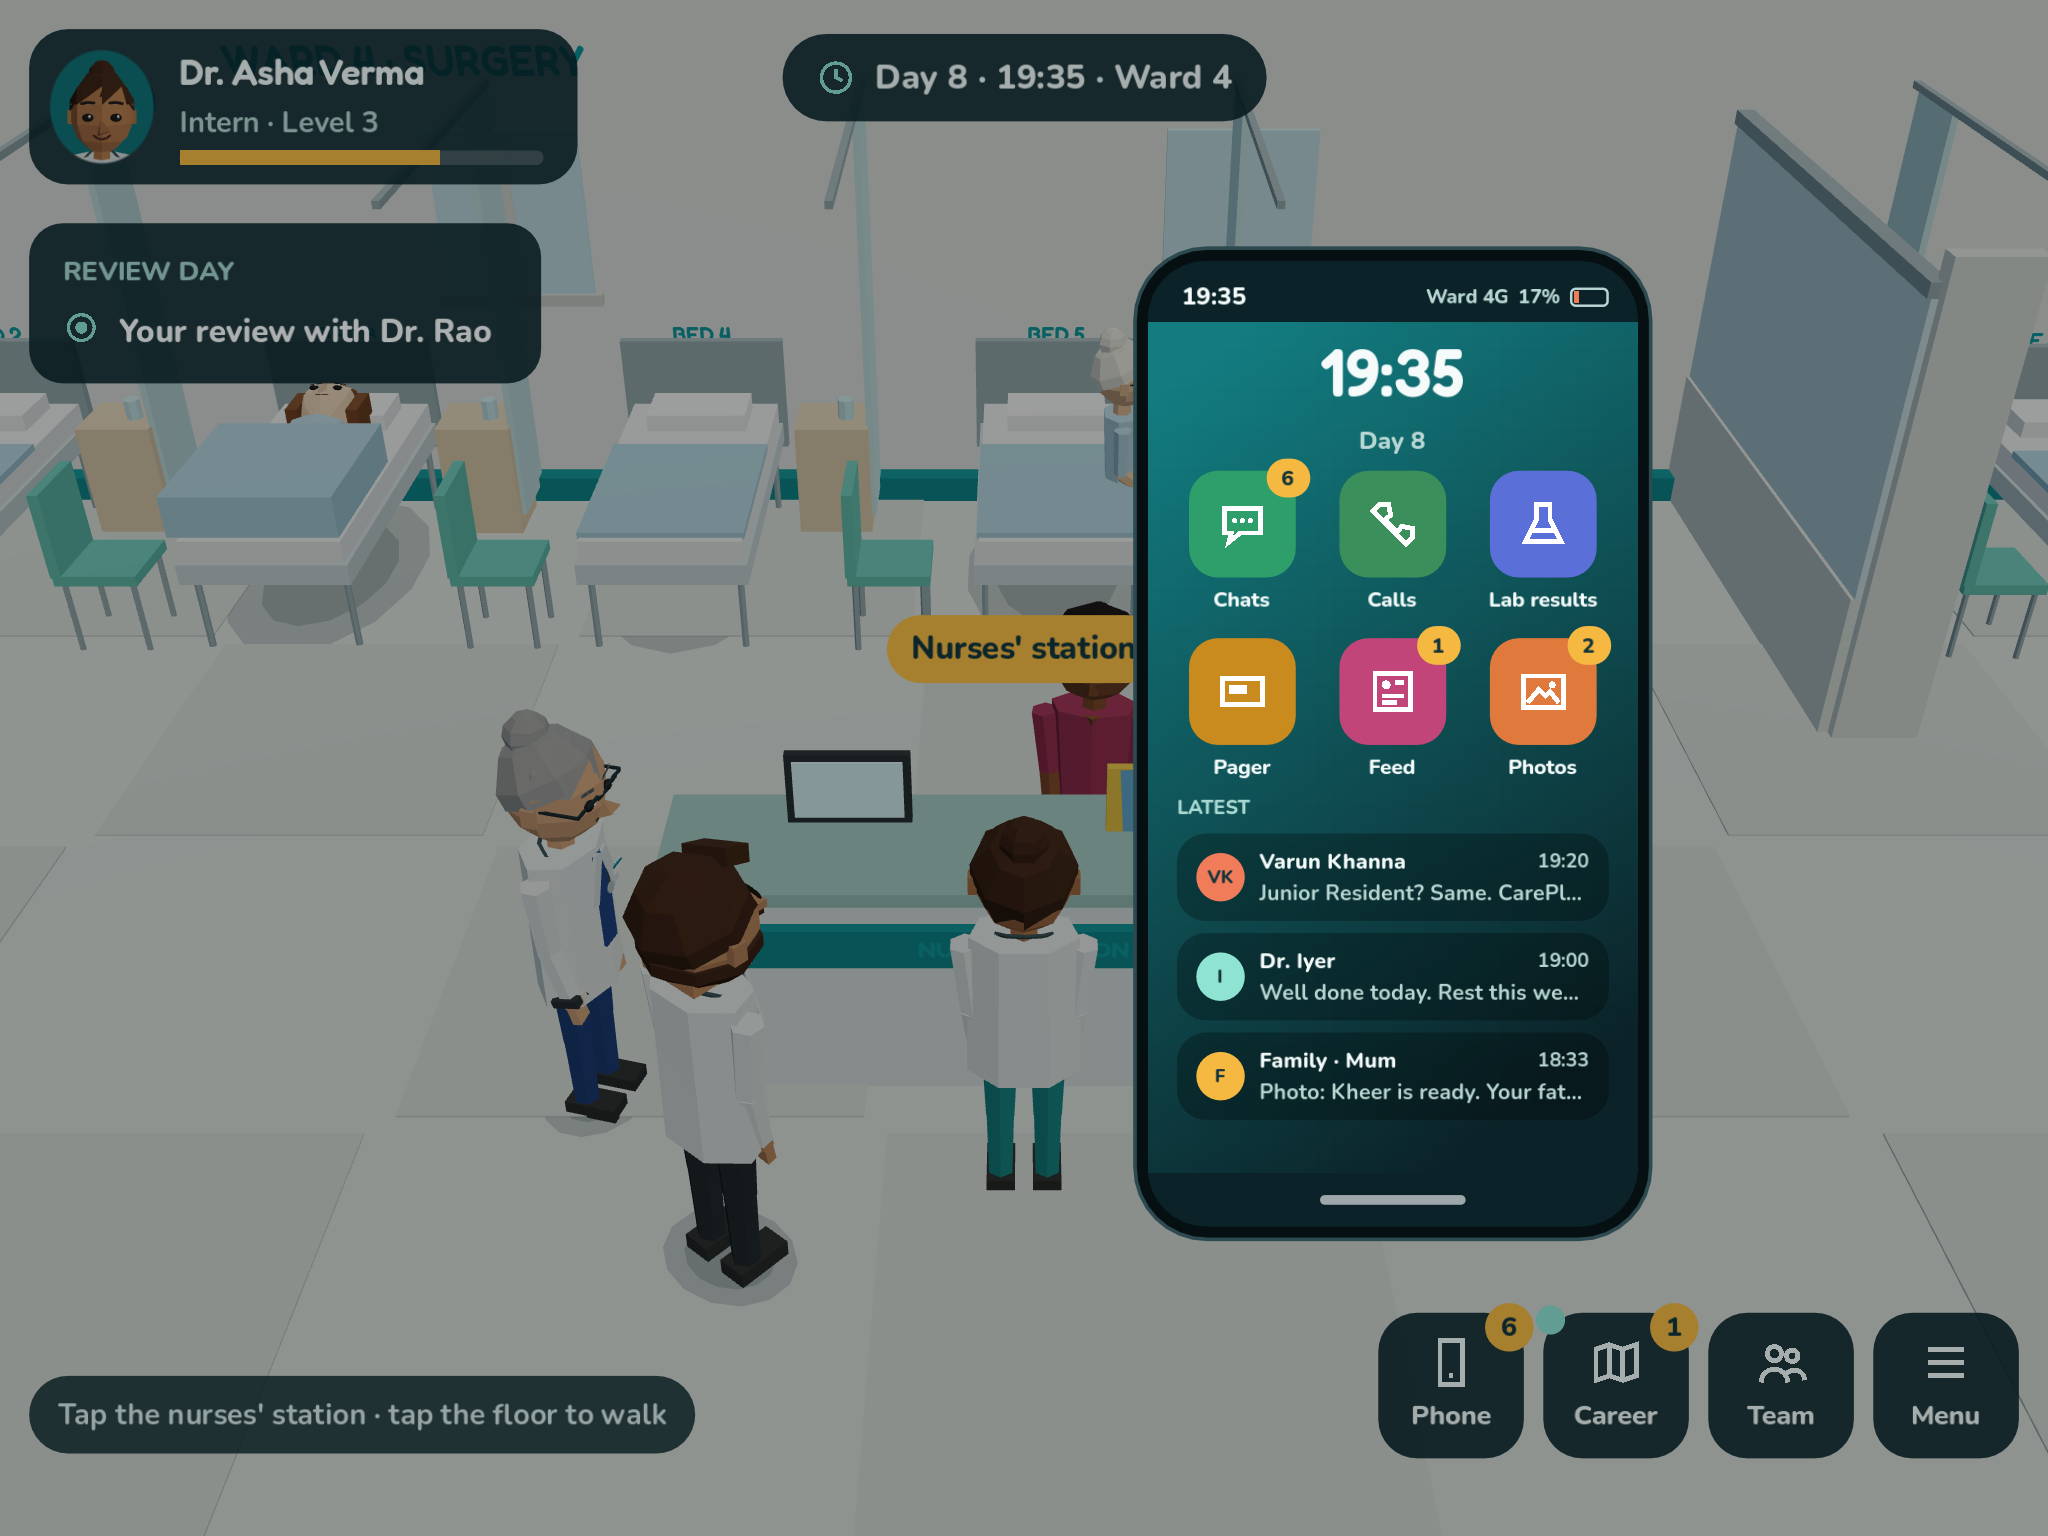 WARD 4 · SURGERY
Dr. Asha Verma
Intern · Level 3
Day 8 · 19:35 · Ward 4
REVIEW DAY
Your review with Dr. Rao
BED 4
BED 5
Nurses' station
19:35
Ward 4G 17%
19:35
Day 8
6
Chats
Calls
Lab results
1
2
Pager
Feed
Photos
LATEST
VK
Varun Khanna
19:20
Junior Resident? Same. CarePl...
I
Dr. Iyer
19:00
Well done today. Rest this we...
F
Family · Mum
18:33
Photo: Kheer is ready. Your fat...
Tap the nurses' station · tap the floor to walk
6
Phone
1
Career
Team
Menu